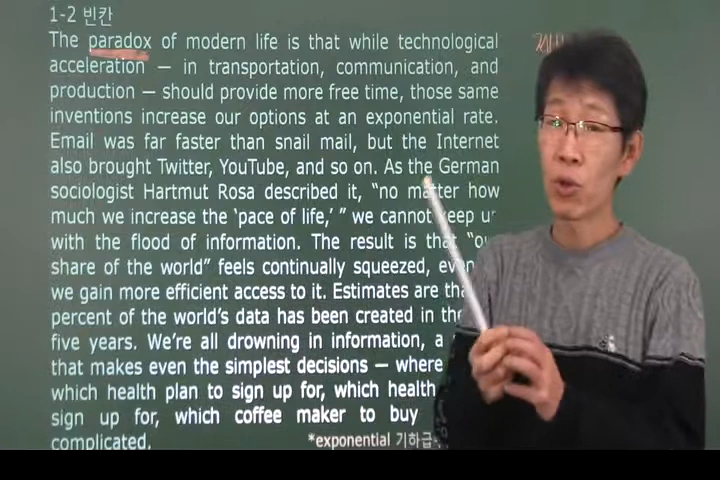 1-2 빈칸
The paradox of modern life is that while technological
acceleration — in transportation, communication, and
production — should provide more free time, those same
inventions increase our options at an exponential rate.
Email was far faster than snail mail, but the Internet
also brought Twitter, YouTube, and so on. As the German
sociologist Hartmut Rosa described it, “no matter how
much we increase the ‘pace of life,’ ” we cannot keep
with the flood of information. The result is that
share of the world” feels continually squeezed,
we gain more efficient access to it. Estimates are
percent of the world’s data has been created in the
five years. We’re all drowning in information, a
that makes even the simplest decisions — where
which health plan to sign up for, which health
sign up for, which coffee maker to buy
complicated.
*exponential 기하급